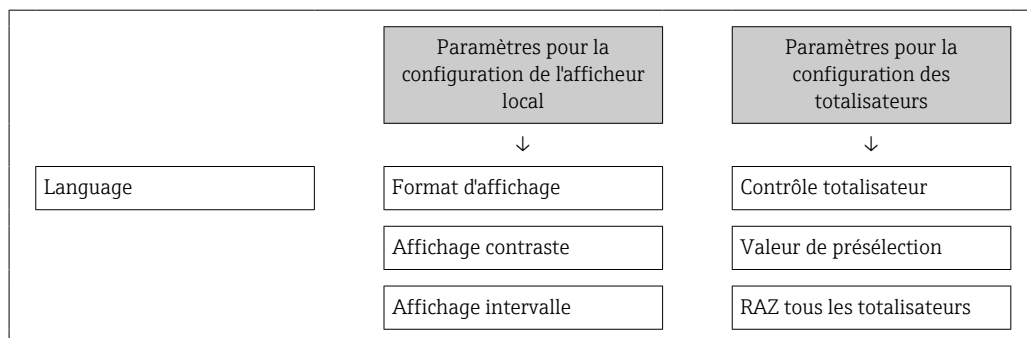 Paramètres pour la
configuration de l'afficheur
local
Paramètres pour la
configuration des
totalisateurs
↓ ↓
Language Format d'affichage Contrôle totalisateur
Affichage contraste Valeur de présélection
Affichage intervalle RAZ tous les totalisateurs